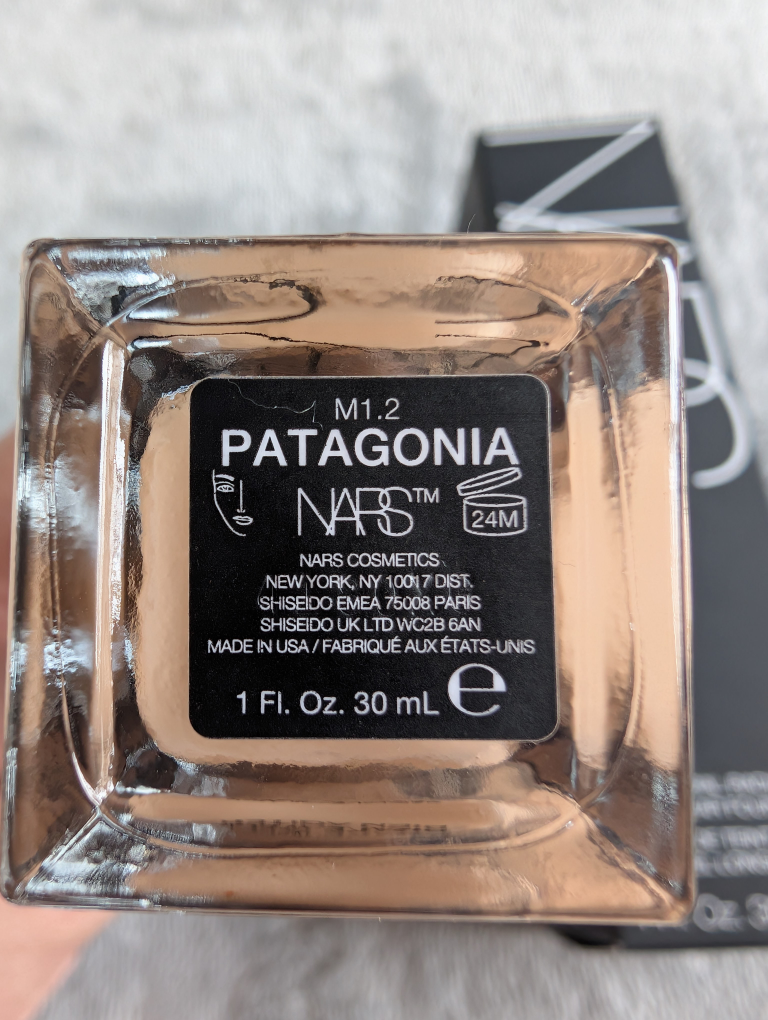 M1.2
PATAGONIA
NARS™
24M
NARS COSMETICS
NEW YORK, NY 10017 DIST.
SHISEIDO EMEA 75008 PARIS
SHISEIDO UK LTD WC2B 6AN
MADE IN USA / FABRIQUÉ AUX ÉTATS-UNIS
1 Fl. Oz. 30 mL ℮